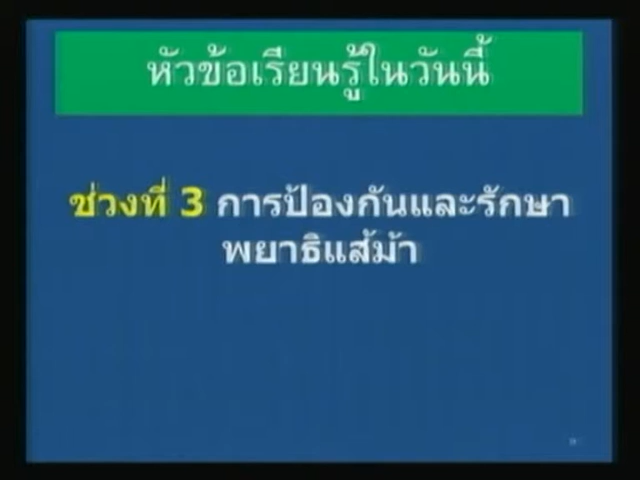 หัวข้อเรียนรู้ในวันนี้
ช่วงที่ 3 การป้องกันและรักษา
พยาธิแส้ม้า